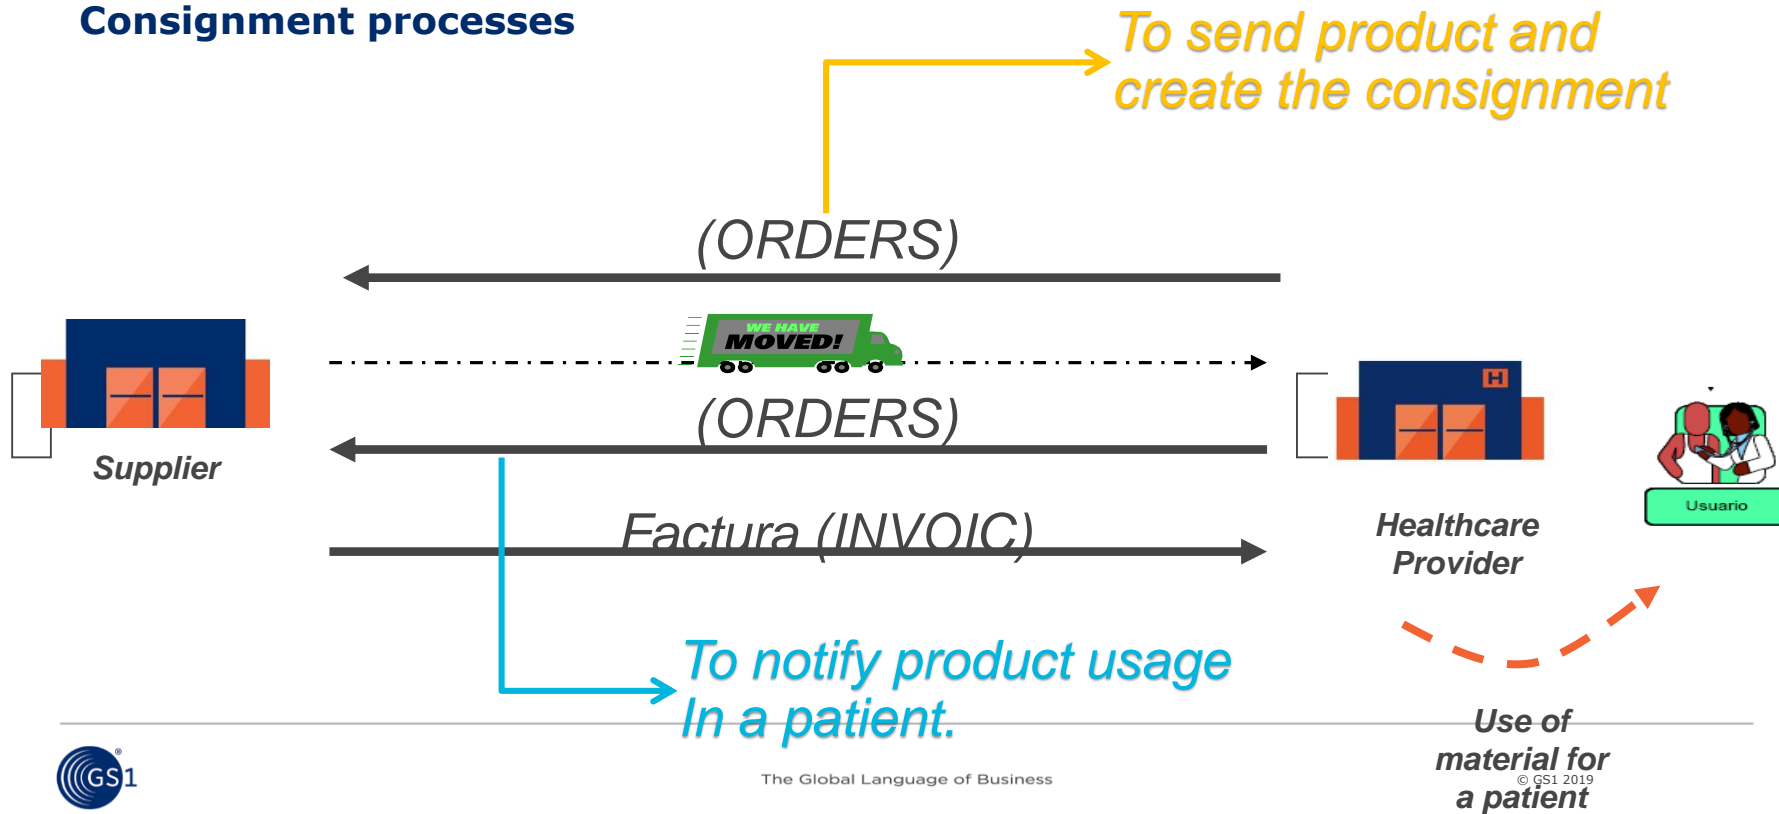 Consignment processes
To send product and
create the consignment
(ORDERS)
WE HAVE
MOVED!
H
(ORDERS)
Supplier
Usuario
Factura (INVOIC)
Healthcare
Provider
To notify product usage
In a patient.
Use of
material for
a patient
GS1
®
The Global Language of Business
© GS1 2019